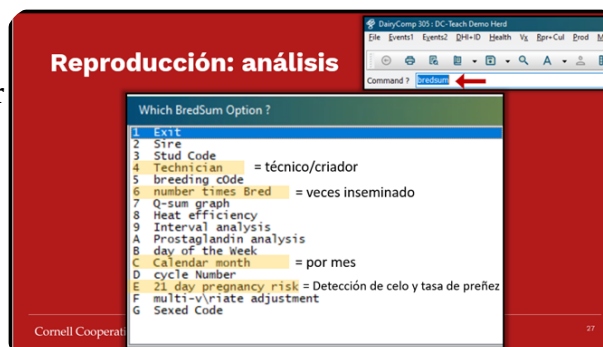 r
DairyComp 305 : DC-Teach Demo Herd
File Events1 Events2 DHI+ID Health Vx Rpr+Cul Prod M
Command ? bredsum
Reproducción: análisis
Which BredSum Option ?
1 Exit
2 Sire
3 Stud Code
4 Technician = técnico/criador
5 breeding cOde
6 number times Bred = veces inseminado
7 Q-sum graph
8 Heat efficiency
9 Interval analysis
A Prostaglandin analysis
B day of the Week
C Calendar month = por mes
D cycle Number
E 21 day pregnancy risk = Detección de celo y tasa de preñez
F multi-v\riate adjustment
G Sexed Code
Cornell Cooperati
27